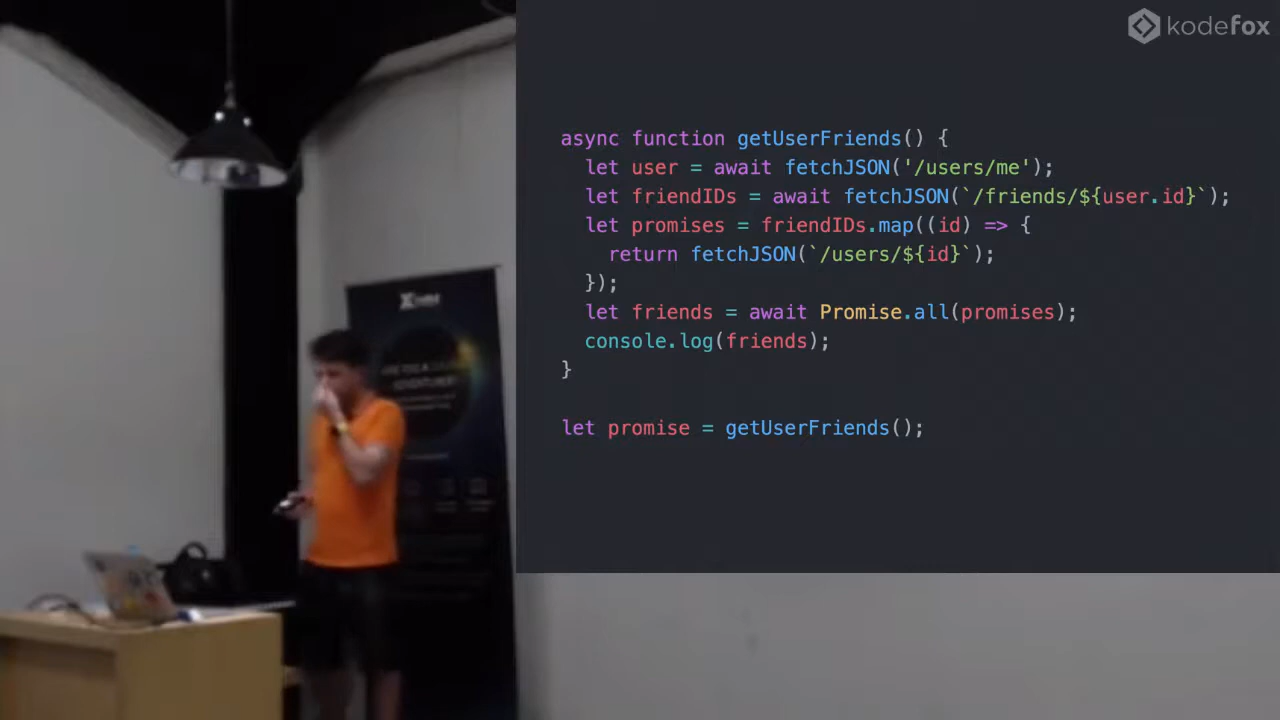 kodefox
async function getUserFriends() {
let user = await fetchJSON('/users/me');
let friendIDs = await fetchJSON(`/friends/${user.id}`);
let promises = friendIDs.map((id) => {
return fetchJSON(`/users/${id}`);
});
let friends = await Promise.all(promises);
console.log(friends);
}
let promise = getUserFriends();